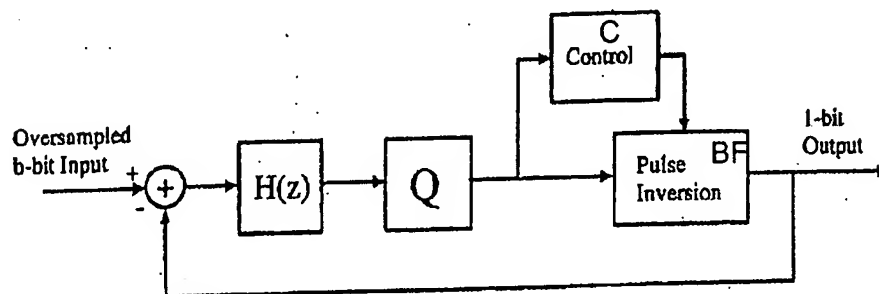 C
Control
Oversampled
b-bit Input
+
-
+
H(z)
Q
BF
Pulse
Inversion
1-bit
Output